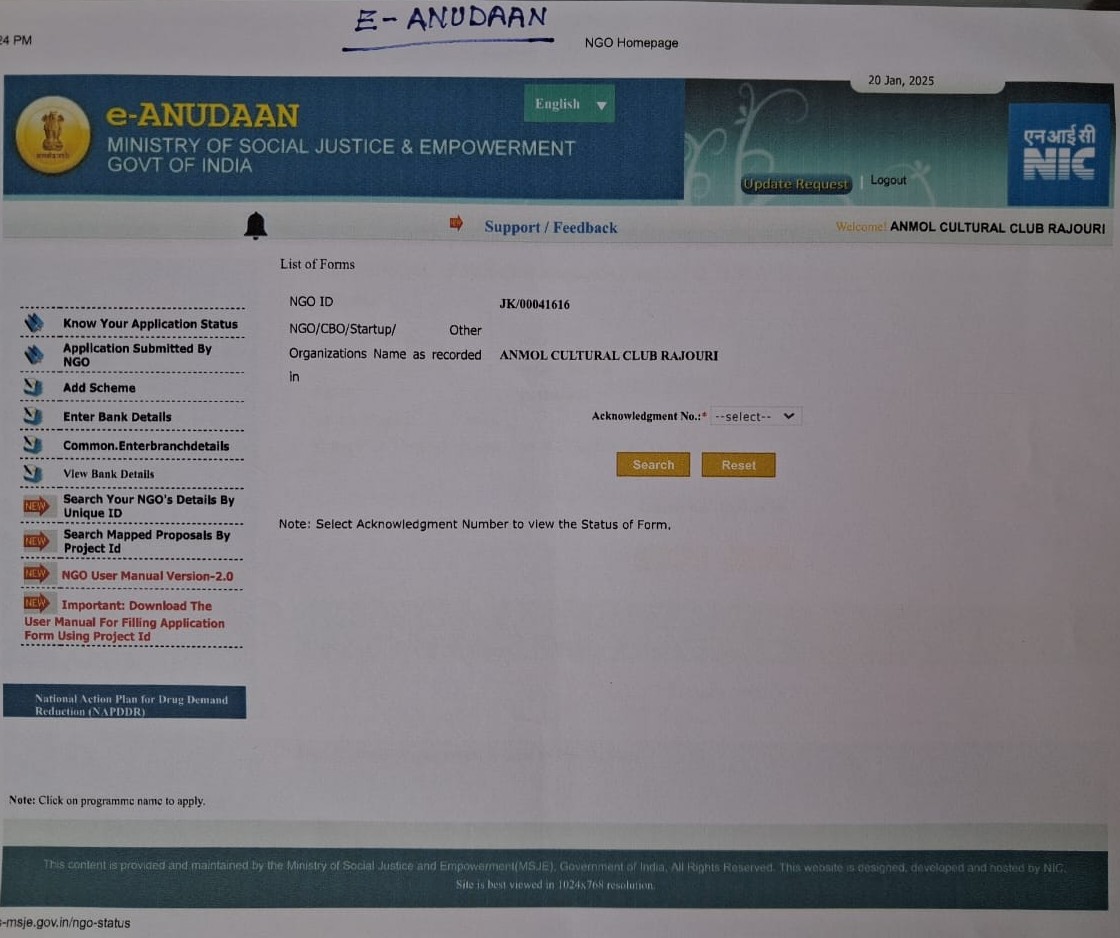 E-ANUDAAN
24 PM
NGO Homepage
20 Jan, 2025
e-ANUDAAN
English ▼
MINISTRY OF SOCIAL JUSTICE & EMPOWERMENT
GOVT OF INDIA
एनआईसी
NIC
Update Request | Logout
Support / Feedback
Welcome! ANMOL CULTURAL CLUB RAJOURI
List of Forms
NGO ID JK/00041616
NGO/CBO/Startup/ Other
Organizations Name as recorded ANMOL CULTURAL CLUB RAJOURI
in
Acknowledgment No.:* --select--
Search Reset
Note: Select Acknowledgment Number to view the Status of Form.
Know Your Application Status
Application Submitted By
NGO
Add Scheme
Enter Bank Details
Common.Enterbranchdetails
View Bank Details
NEW Search Your NGO's Details By
Unique ID
NEW Search Mapped Proposals By
Project Id
NEW NGO User Manual Version-2.0
NEW Important: Download The
User Manual For Filling Application
Form Using Project Id
National Action Plan for Drug Demand
Reduction (NAPDDR)
Note: Click on programme name to apply.
This content is provided and maintained by the Ministry of Social Justice and Empowerment(MSJE), Government of India, All Rights Reserved. This website is designed, developed and hosted by NIC.
Site is best viewed in 1024x768 resolution.
-msje.gov.in/ngo-status